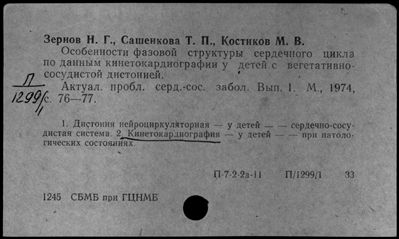 Зернов Н. Г., Сашенкова Т. П., Костиков М. В.
Особенности фазовой структуры сердечного цикла
по данным кинетокардиографии у детей с вегетативно-
сосудистой дистонией.
Актуал. пробл. серд.-сос. забол. Вып. 1. М., 1974,
с. 76—77.
П
1299/1
1. Дистония нейроциркуляторная — у детей — — сердечно-сосу-
дистая система. 2. Кинетокардиография — у детей — — при патоло-
гических состояниях.
П-7-2-2а-11 П/1299/1 33
1245 СБМБ при ГЦНМБ